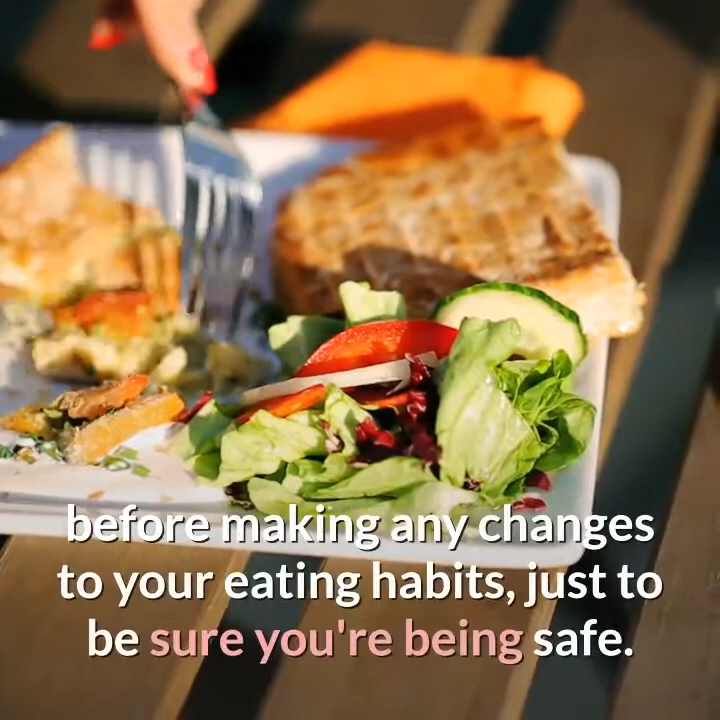 before making any changes
to your eating habits, just to
be sure you're being safe.